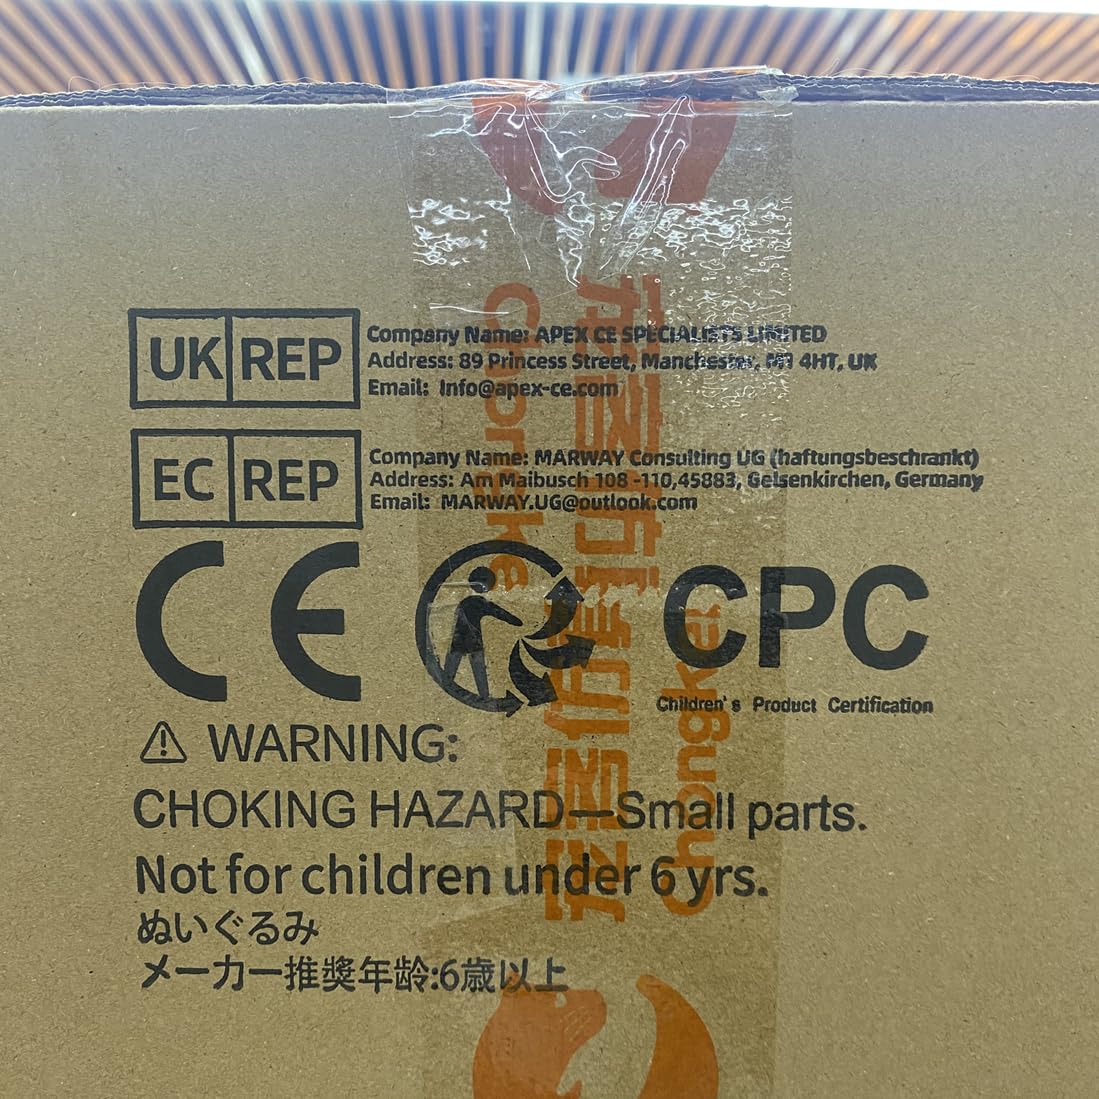 UK REP
Company Name: APEX CE SPECIALISTS LIMITED
Address: 89 Princess Street, Manchester, M1 4HT, UK
Email: Info@apex-ce.com
EC REP
Company Name: MARWAY Consulting UG (haftungsbeschrankt)
Address: Am Maibusch 108 -110,45883, Gelsenkirchen, Germany
Email: MARWAY.UG@outlook.com
CE
CPC
Children's Product Certification
WARNING:
CHOKING HAZARD—Small parts.
Not for children under 6 yrs.
ぬいぐるみ
メーカー推奨年齢:6歳以上
Chongker
Chongker